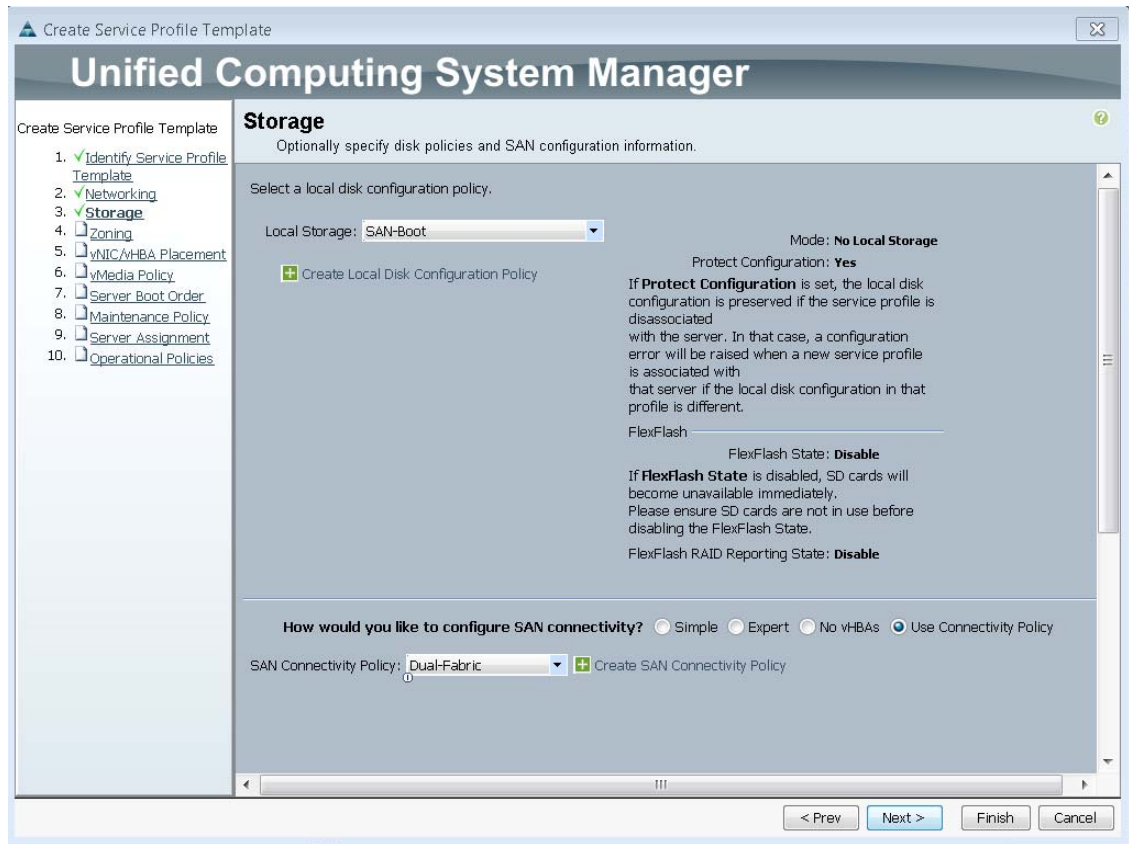 Create Service Profile Template
Unified Computing System Manager
Create Service Profile Template
1. Identify Service Profile
Template
2. Networking
3. Storage
4. Zoning
5. vNIC/vHBA Placement
6. vMedia Policy
7. Server Boot Order
8. Maintenance Policy
9. Server Assignment
10. Operational Policies
Storage
Optionally specify disk policies and SAN configuration information.
Select a local disk configuration policy.
Local Storage: SAN-Boot
Create Local Disk Configuration Policy
Mode: No Local Storage
Protect Configuration: Yes
If Protect Configuration is set, the local disk
configuration is preserved if the service profile is
disassociated
with the server. In that case, a configuration
error will be raised when a new service profile
is associated with
that server if the local disk configuration in that
profile is different.
FlexFlash
FlexFlash State: Disable
If FlexFlash State is disabled, SD cards will
become unavailable immediately.
Please ensure SD cards are not in use before
disabling the FlexFlash State.
FlexFlash RAID Reporting State: Disable
How would you like to configure SAN connectivity? Simple Expert No vHBAs Use Connectivity Policy
SAN Connectivity Policy: Dual-Fabric Create SAN Connectivity Policy
< Prev Next > Finish Cancel